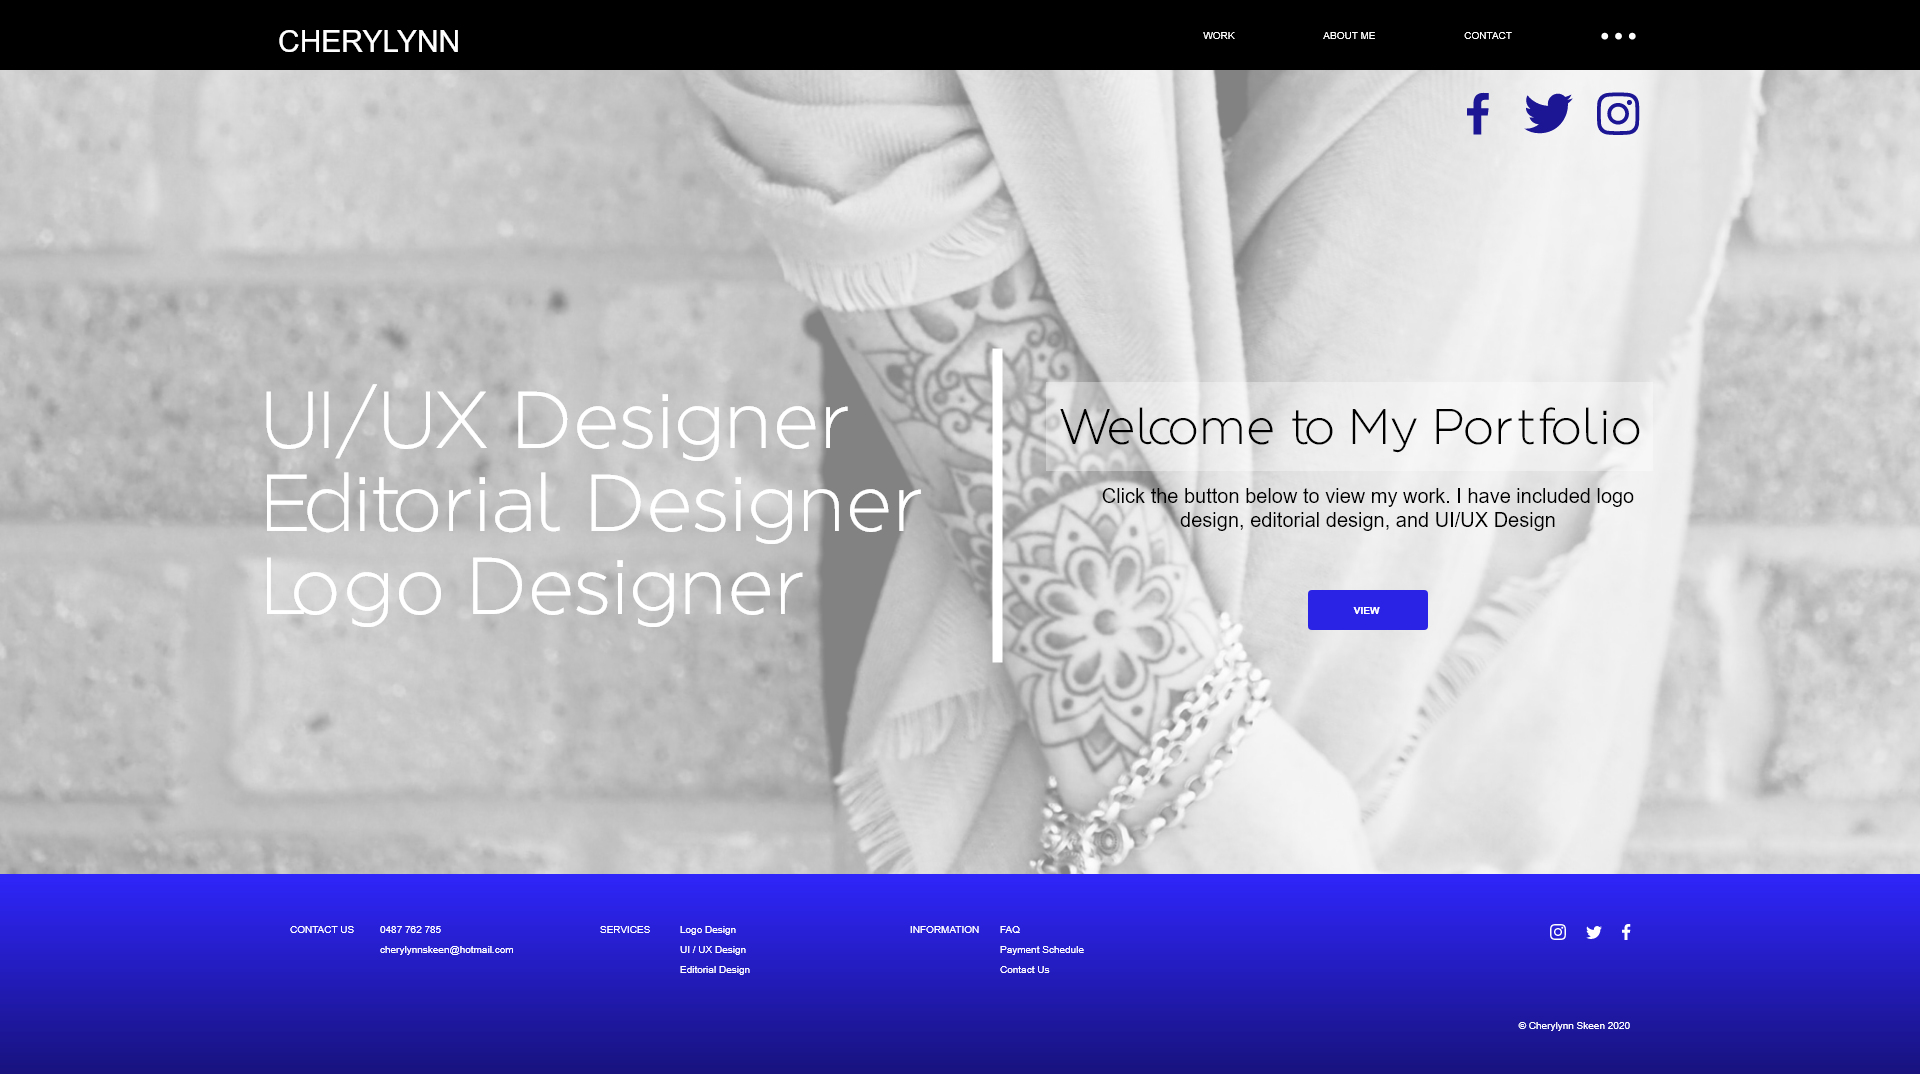 CHERYLYNN
WORK
ABOUT ME
CONTACT
UI/UX Designer
Editorial Designer
Logo Designer
Welcome to My Portfolio
Click the button below to view my work. I have included logo
design, editorial design, and UI/UX Design
VIEW
CONTACT US
0487 762 785
cherylynnskeen@hotmail.com
SERVICES
Logo Design
UI / UX Design
Editorial Design
INFORMATION
FAQ
Payment Schedule
Contact Us
© Cherylynn Skeen 2020